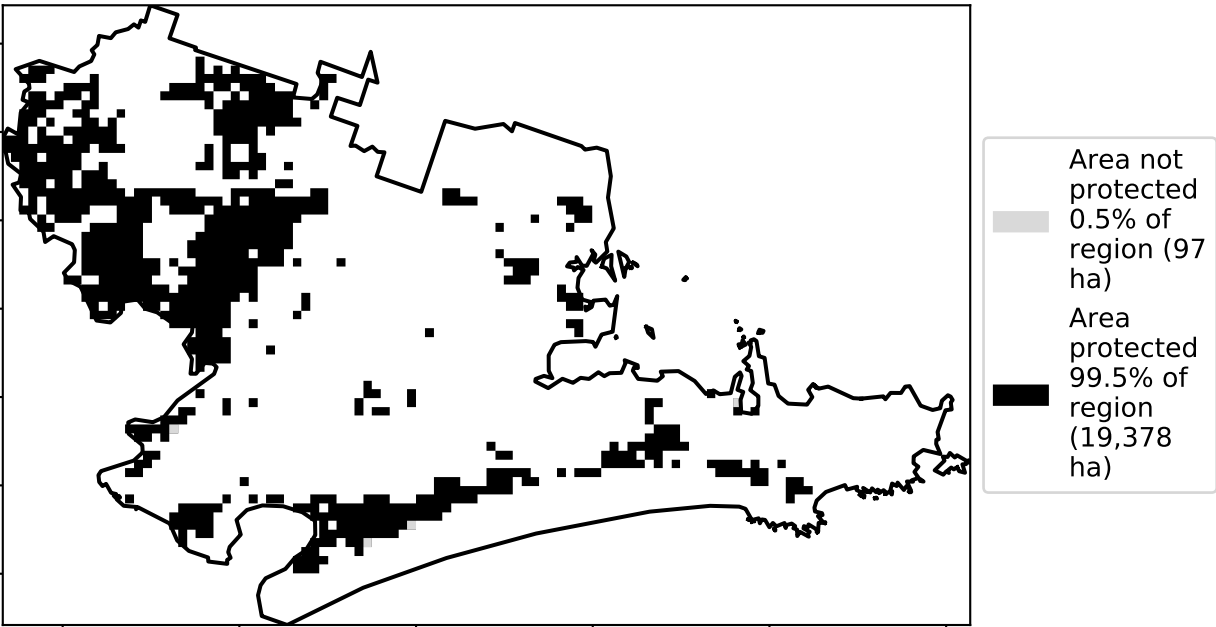 Area not
protected
0.5% of
region (97
ha)
Area
protected
99.5% of
region
(19,378
ha)